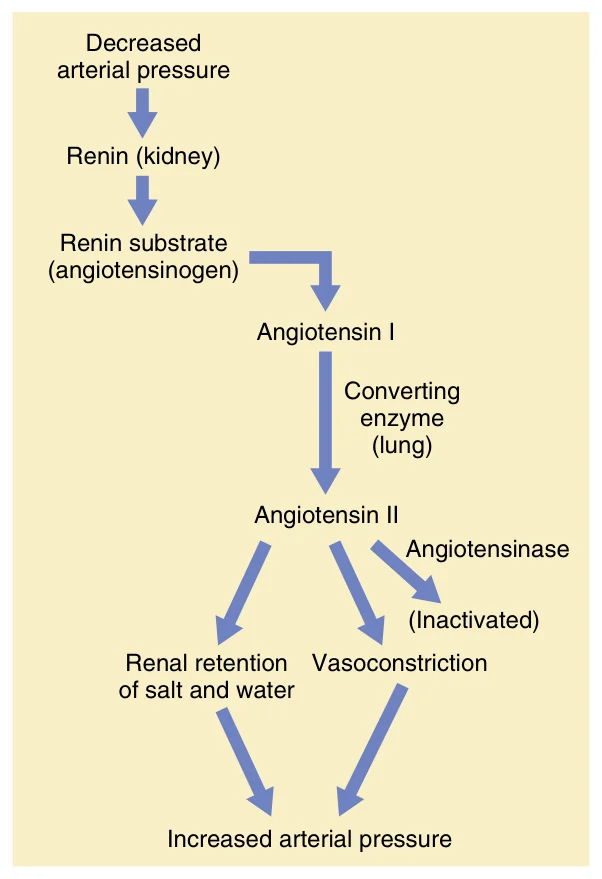 Decreased
arterial pressure
Renin (kidney)
Renin substrate
(angiotensinogen)
Angiotensin I
Converting
enzyme
(lung)
Angiotensin II
Angiotensinase
(Inactivated)
Renal retention
of salt and water
Vasoconstriction
Increased arterial pressure